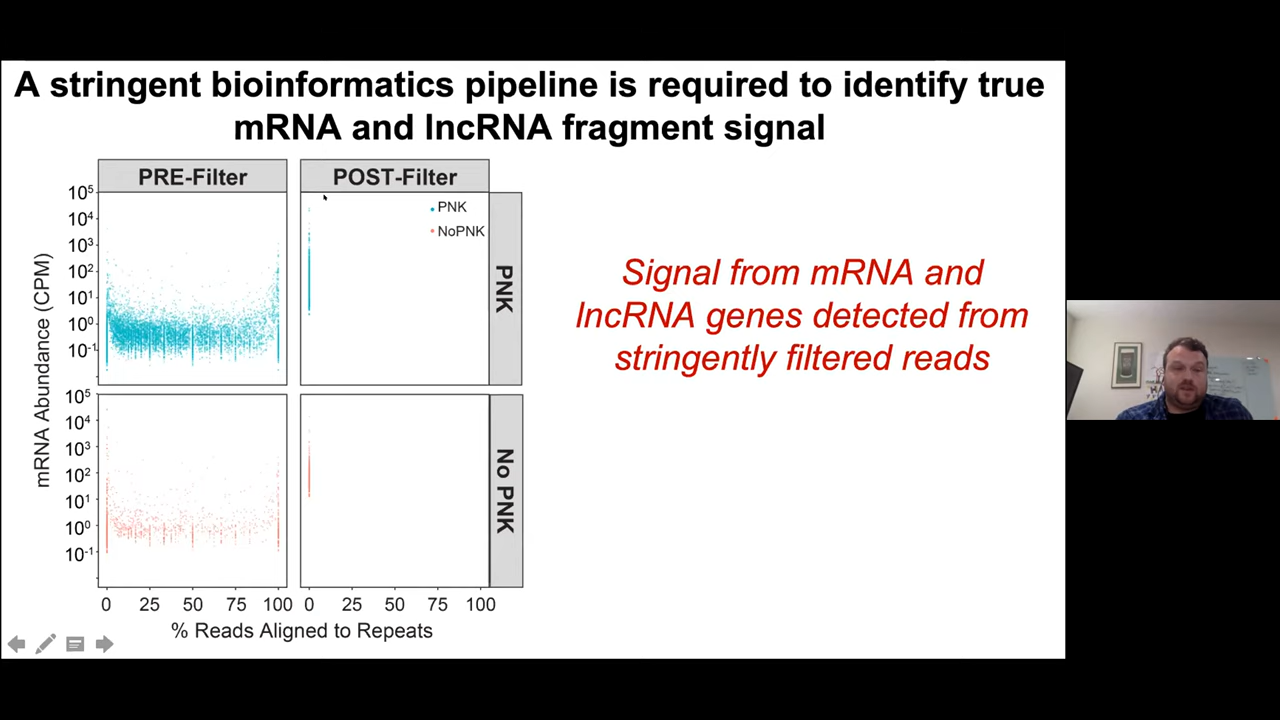 A stringent bioinformatics pipeline is required to identify true
mRNA and lncRNA fragment signal
PRE-Filter
POST-Filter
10⁵
10⁴
10³
10²
10¹
10⁰
10⁻¹
PNK
NoPNK
PNK
10⁵
10⁴
10³
10²
10¹
10⁰
10⁻¹
No PNK
mRNA Abundance (CPM)
0 25 50 75 100
0 25 50 75 100
% Reads Aligned to Repeats
Signal from mRNA and
lncRNA genes detected from
stringently filtered reads